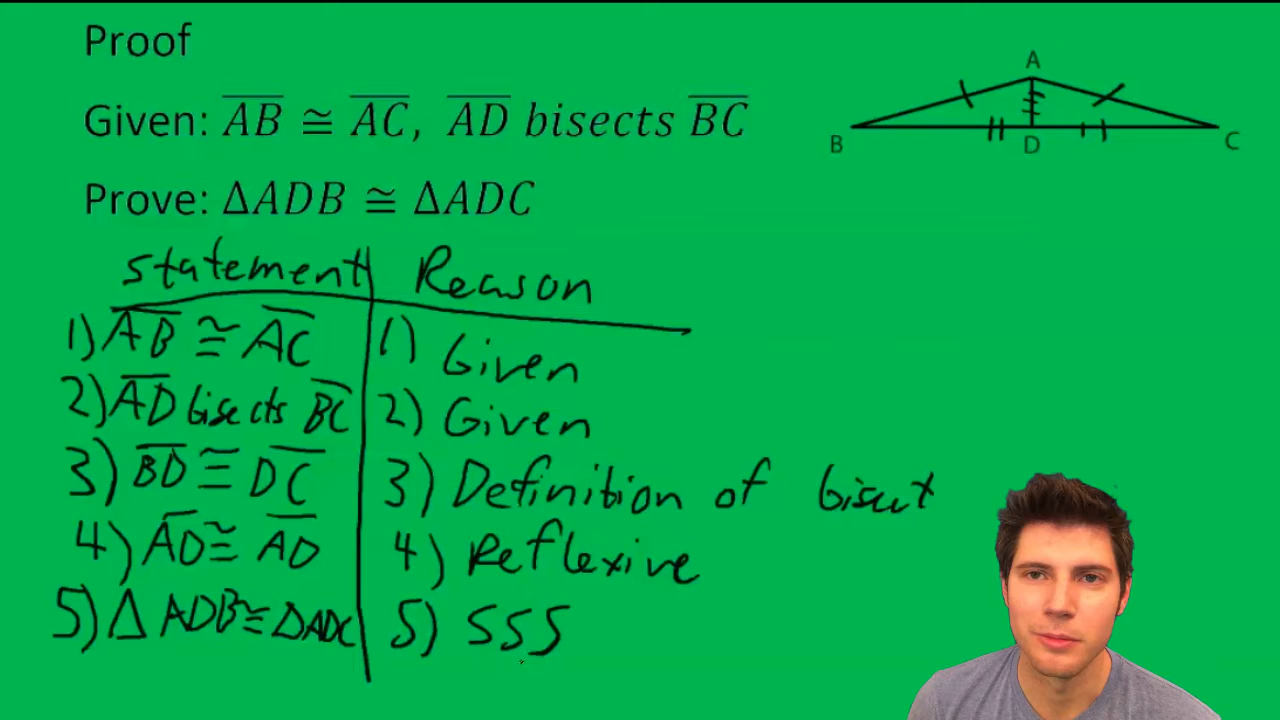 Proof
Given: AB ≅ AC, AD bisects BC
Prove: ΔADB ≅ ΔADC
A
B
D
C
statement Reason
1) AB ≅ AC 1) Given
2) AD bisects BC 2) Given
3) BD ≅ DC 3) Definition of bisect
4) AD ≅ AD 4) Reflexive
5) Δ ADB ≅ ΔADC 5) SSS